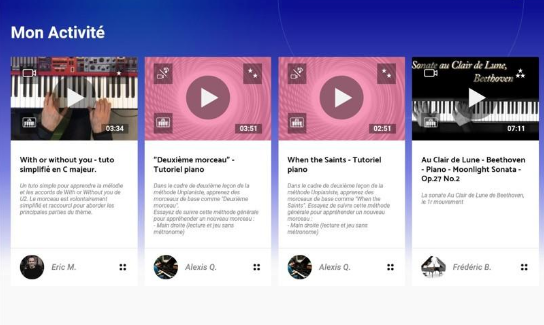 Mon Activité
Sonate au Clair de Lune,
Beethoven
03:34
03:51
02:51
07:11
With or without you - tuto
simplifié en C majeur.
Un tuto simple pour apprendre la mélodie
et les accords de With or Without you de
U2. Le morceau est volontairement
simplifié et raccourci pour aborder les
principales parties du thème.
Eric M.
"Deuxième morceau" -
Tutoriel piano
Dans le cadre de deuxième leçon de la
méthode Unpianiste, apprenez des
morceaux de base comme "Deuxième
morceau".
Essayez de suivre cette méthode générale
pour appréhender un nouveau morceau :
- Main droite (lecture et jeu sans
métronome)
Alexis Q.
When the Saints - Tutoriel
piano
Dans le cadre de deuxième leçon de la
méthode Unpianiste, apprenez des
morceaux de base comme "When the
Saints". Essayez de suivre cette méthode
générale pour appréhender un nouveau
morceau :
- Main droite (lecture et jeu sans
métronome)
Alexis Q.
Au Clair de Lune - Beethoven
- Piano - Moonlight Sonata -
Op.27 No.2
La sonate Au Clair de Lune de Beethoven,
le 1r mouvement
Frédéric B.